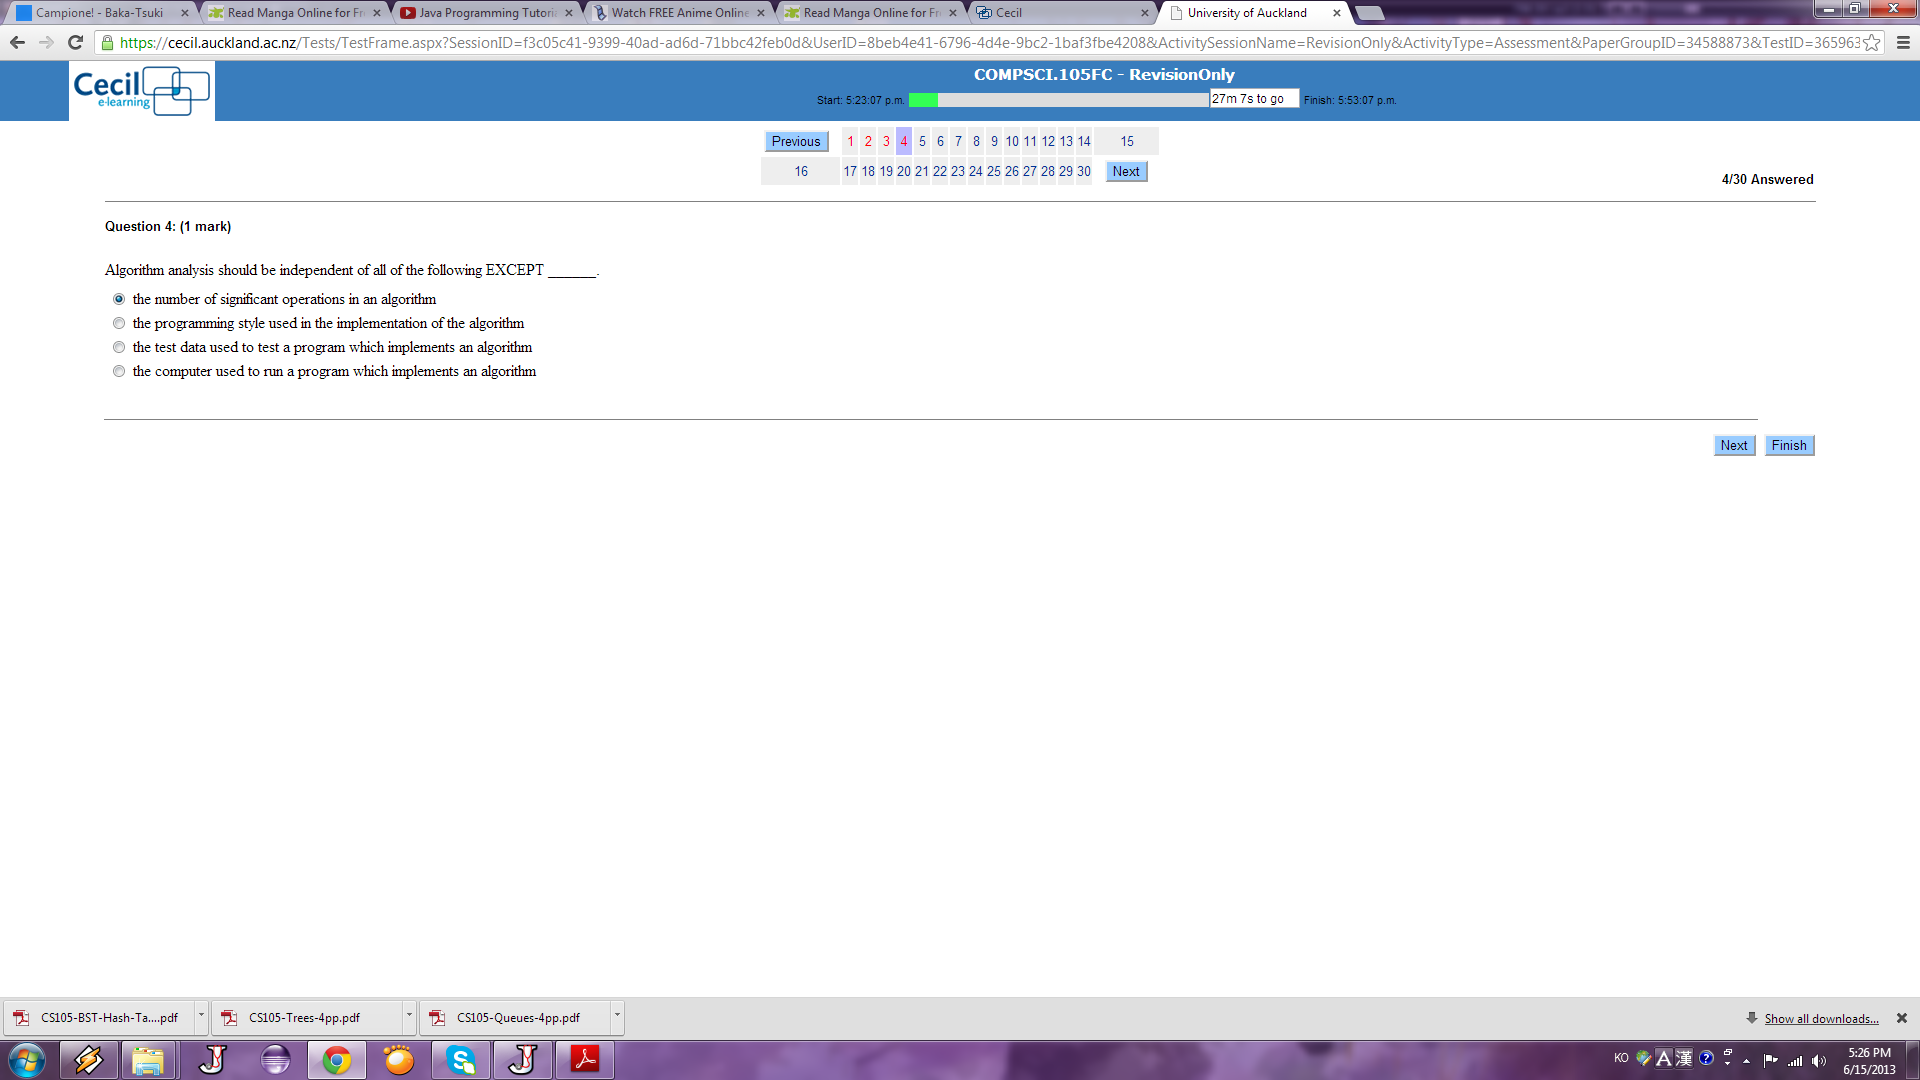 Campione! - Baka-Tsuki
Read Manga Online for Fr
Java Programming Tutoria
Watch FREE Anime Online
Read Manga Online for Fr
Cecil
University of Auckland
https://cecil.auckland.ac.nz/Tests/TestFrame.aspx?SessionID=f3c05c41-9399-40ad-ad6d-71bbc42feb0d&UserID=8beb4e41-6796-4d4e-9bc2-1baf3fbe4208&ActivitySessionName=RevisionOnly&ActivityType=Assessment&PaperGroupID=34588873&TestID=365963
Cecil
e-learning
COMPSCI.105FC - RevisionOnly
Start: 5:23:07 p.m. 27m 7s to go Finish: 5:53:07 p.m.
Previous 1 2 3 4 5 6 7 8 9 10 11 12 13 14 15
16 17 18 19 20 21 22 23 24 25 26 27 28 29 30 Next
4/30 Answered
Question 4: (1 mark)
Algorithm analysis should be independent of all of the following EXCEPT ______.
the number of significant operations in an algorithm
the programming style used in the implementation of the algorithm
the test data used to test a program which implements an algorithm
the computer used to run a program which implements an algorithm
Next Finish
CS105-BST-Hash-Ta....pdf
CS105-Trees-4pp.pdf
CS105-Queues-4pp.pdf
Show all downloads...
KO A 漢
5:26 PM
6/15/2013